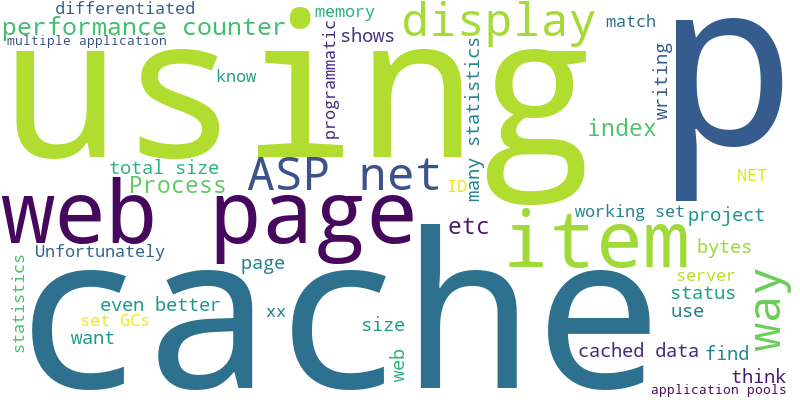 differentiated
memory
display
match
performance counter
multiple application
using
shows
p
know
programmatic
many statistics
writing
index
total size
Process
ASP net
ID
NET
web page
item
working set
project
etc
Unfortunately
bytes
page
cache
way
server
statistics
even better
xx
status
set GCs
size
use
want
web
cached data
find
think
application pools